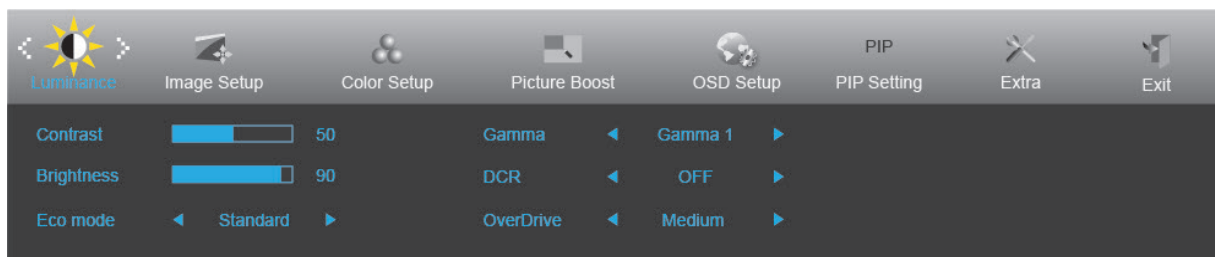 PIP
Luminance Image Setup Color Setup Picture Boost OSD Setup PIP Setting Extra Exit
Contrast 50 Gamma Gamma 1
Brightness 90 DCR OFF
Eco mode Standard OverDrive Medium